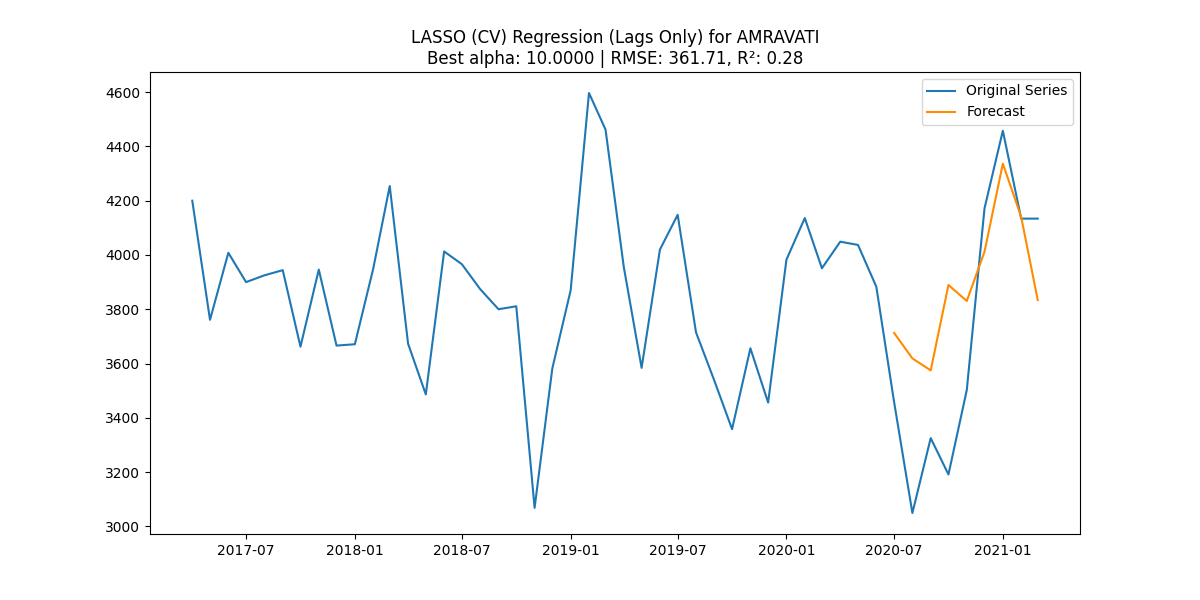 LASSO (CV) Regression (Lags Only) for AMRAVATI
Best alpha: 10.0000 | RMSE: 361.71, R²: 0.28
Original Series
Forecast
4600
4400
4200
4000
3800
3600
3400
3200
3000
2017-07 2018-01 2018-07 2019-01 2019-07 2020-01 2020-07 2021-01